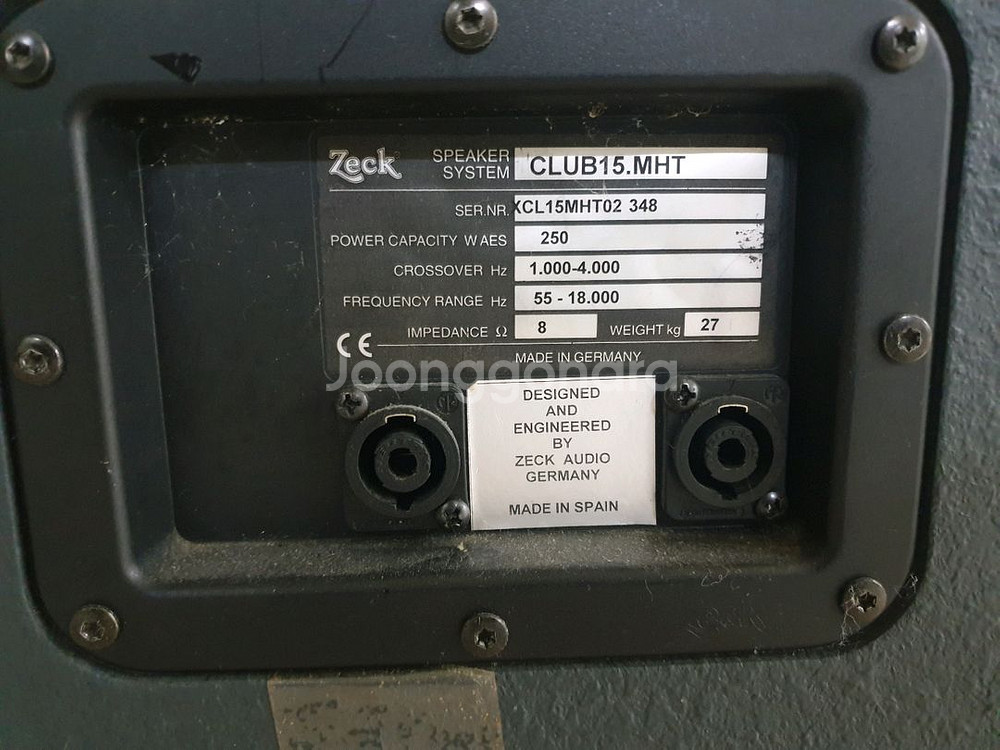 Zeck SPEAKER SYSTEM CLUB15.MHT
SER.NR. XCL15MHT02 348
POWER CAPACITY W AES 250
CROSSOVER Hz 1.000-4.000
FREQUENCY RANGE Hz 55 - 18.000
IMPEDANCE Ω 8 WEIGHT kg 27
CE
MADE IN GERMANY
Joonggonara
DESIGNED
AND
ENGINEERED
BY
ZECK AUDIO
GERMANY
MADE IN SPAIN